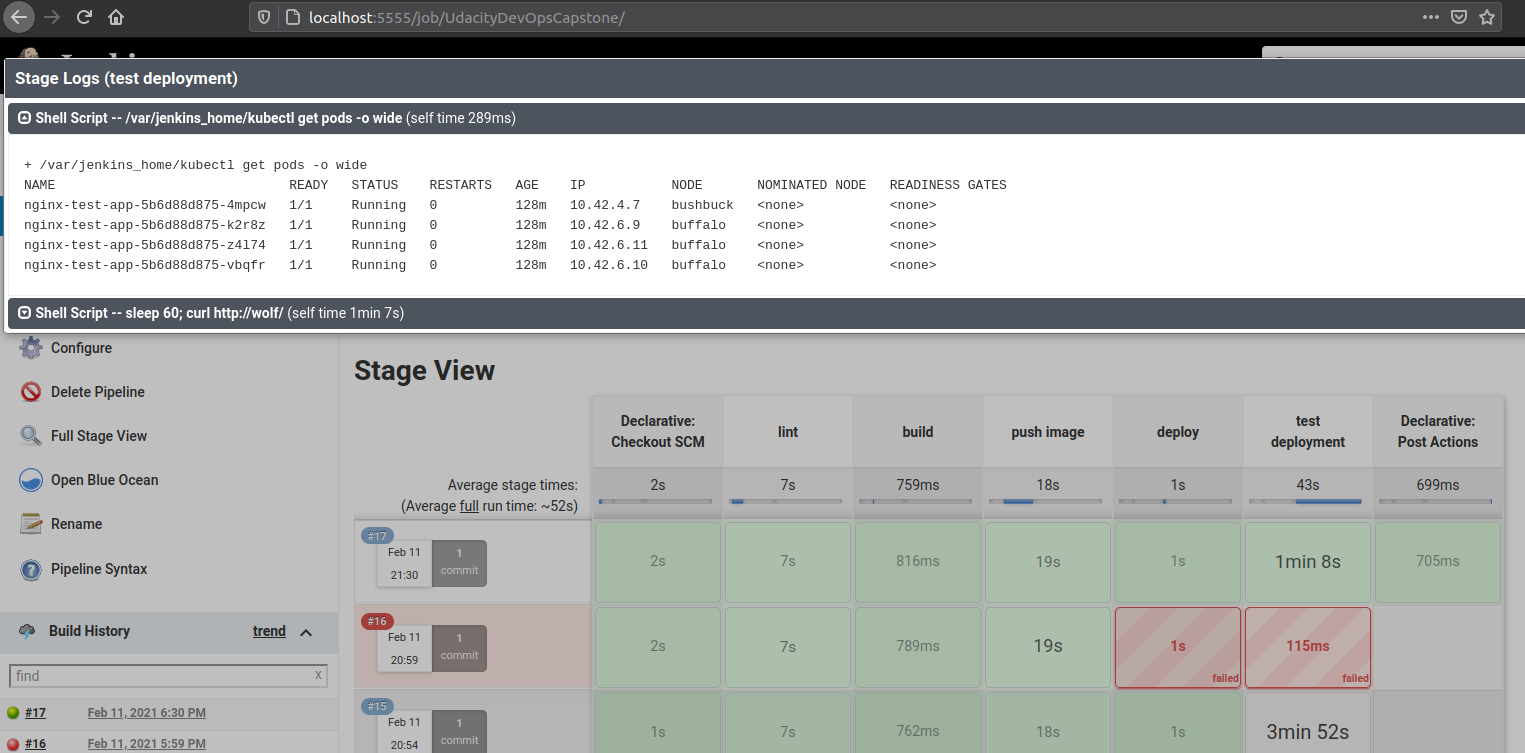 localhost:5555/job/UdacityDevOpsCapstone/
Stage Logs (test deployment)
Shell Script -- /var/jenkins_home/kubectl get pods -o wide (self time 289ms)
+ /var/jenkins_home/kubectl get pods -o wide
NAME READY STATUS RESTARTS AGE IP NODE NOMINATED NODE READINESS GATES
nginx-test-app-5b6d88d875-4mpcw 1/1 Running 0 128m 10.42.4.7 bushbuck <none> <none>
nginx-test-app-5b6d88d875-k2r8z 1/1 Running 0 128m 10.42.6.9 buffalo <none> <none>
nginx-test-app-5b6d88d875-z4l74 1/1 Running 0 128m 10.42.6.11 buffalo <none> <none>
nginx-test-app-5b6d88d875-vbqfr 1/1 Running 0 128m 10.42.6.10 buffalo <none> <none>
Shell Script -- sleep 60; curl http://wolf/ (self time 1min 7s)
Configure
Delete Pipeline
Full Stage View
Open Blue Ocean
Rename
Pipeline Syntax
Build History trend
find x
#17 Feb 11, 2021 6:30 PM
#16 Feb 11, 2021 5:59 PM
Stage View
Declarative: Checkout SCM lint build push image deploy test deployment Declarative: Post Actions
Average stage times: 2s 7s 759ms 18s 1s 43s 699ms
(Average full run time: ~52s)
#17
Feb 11 21:30 1 commit 2s 7s 816ms 19s 1s 1min 8s 705ms
#16
Feb 11 20:59 1 commit 2s 7s 789ms 19s 1s failed 115ms failed
#15
Feb 11 20:54 1 commit 1s 7s 762ms 18s 1s 3min 52s